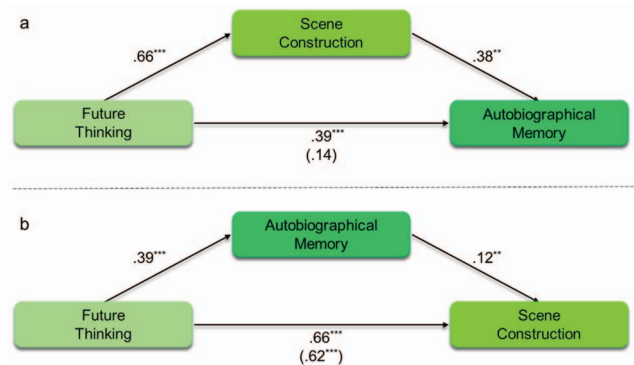 a
Scene
Construction
.66***
.38**
Future
Thinking
Autobiographical
Memory
.39***
(.14)
b
Autobiographical
Memory
.39***
.12**
Future
Thinking
Scene
Construction
.66***
(.62***)